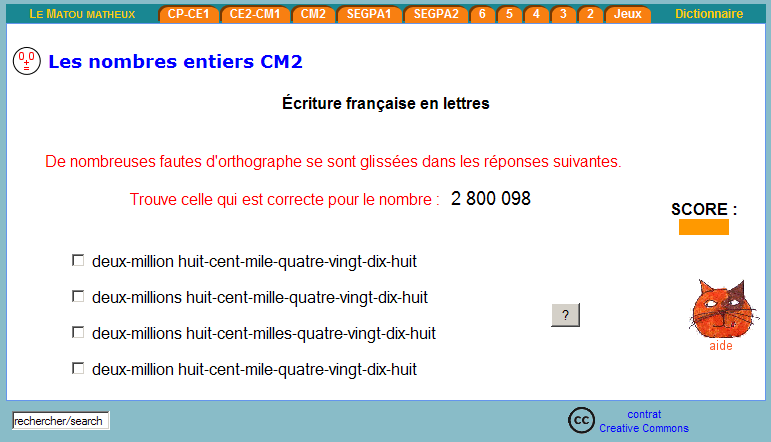 LE MATOU MATHEUX CP-CE1 CE2-CM1 CM2 SEGPA1 SEGPA2 6 5 4 3 2 Jeux Dictionnaire
Les nombres entiers CM2
Écriture française en lettres
De nombreuses fautes d'orthographe se sont glissées dans les réponses suivantes.
Trouve celle qui est correcte pour le nombre : 2 800 098
SCORE :
deux-million huit-cent-mile-quatre-vingt-dix-huit
deux-millions huit-cent-mille-quatre-vingt-dix-huit
?
deux-millions huit-cent-milles-quatre-vingt-dix-huit
aide
deux-million huit-cent-mile-quatre-vingt-dix-huit
rechercher/search
cc
contrat
Creative Commons